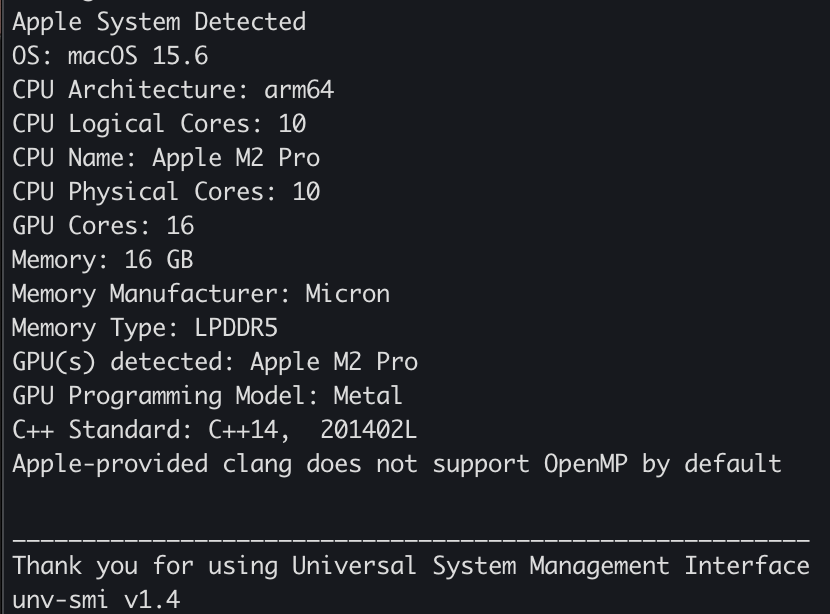 Apple System Detected
OS: macOS 15.6
CPU Architecture: arm64
CPU Logical Cores: 10
CPU Name: Apple M2 Pro
CPU Physical Cores: 10
GPU Cores: 16
Memory: 16 GB
Memory Manufacturer: Micron
Memory Type: LPDDR5
GPU(s) detected: Apple M2 Pro
GPU Programming Model: Metal
C++ Standard: C++14,  201402L
Apple-provided clang does not support OpenMP by default
_________________________________________________________
Thank you for using Universal System Management Interface
unv-smi v1.4